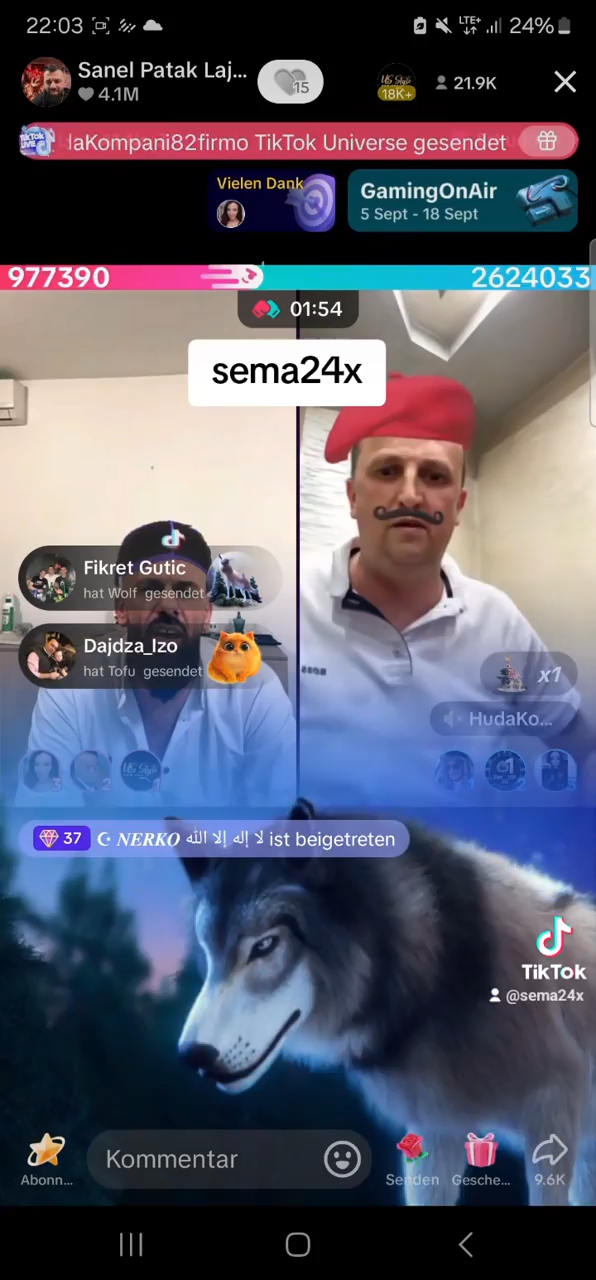 22:03
LTE+
24%
Sanel Patak Laj...
4.1M
15
18K+
21.9K
laKompani82firmo TikTok Universe gesendet
Vielen Dank
GamingOnAir
5 Sept - 18 Sept
977390
2624033
01:54
sema24x
Fikret Gutic
hat Wolf gesendet
Dajdza_Izo
hat Tofu gesendet
x1
HudaKo...
37 ☪ NERKO لا إله إلا الله ist beigetreten
TikTok
@sema24x
Abonn...
Kommentar
Senden
Gesche...
9.6K